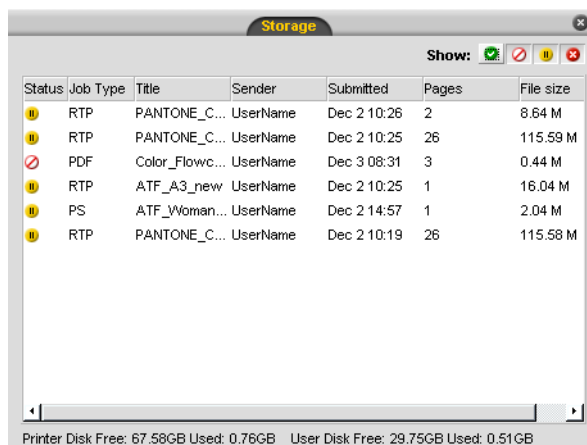 Storage
Show:
Status Job Type Title Sender Submitted Pages File size
RTP PANTONE_C... UserName Dec 2 10:26 2 8.64 M
RTP PANTONE_C... UserName Dec 2 10:25 26 115.59 M
PDF Color_Flowc... UserName Dec 3 08:31 3 0.44 M
RTP ATF_A3_new UserName Dec 2 10:25 1 16.04 M
PS ATF_Woman... UserName Dec 2 14:57 1 2.04 M
RTP PANTONE_C... UserName Dec 2 10:19 26 115.58 M
Printer Disk Free: 67.58GB Used: 0.76GB User Disk Free: 29.75GB Used: 0.51GB